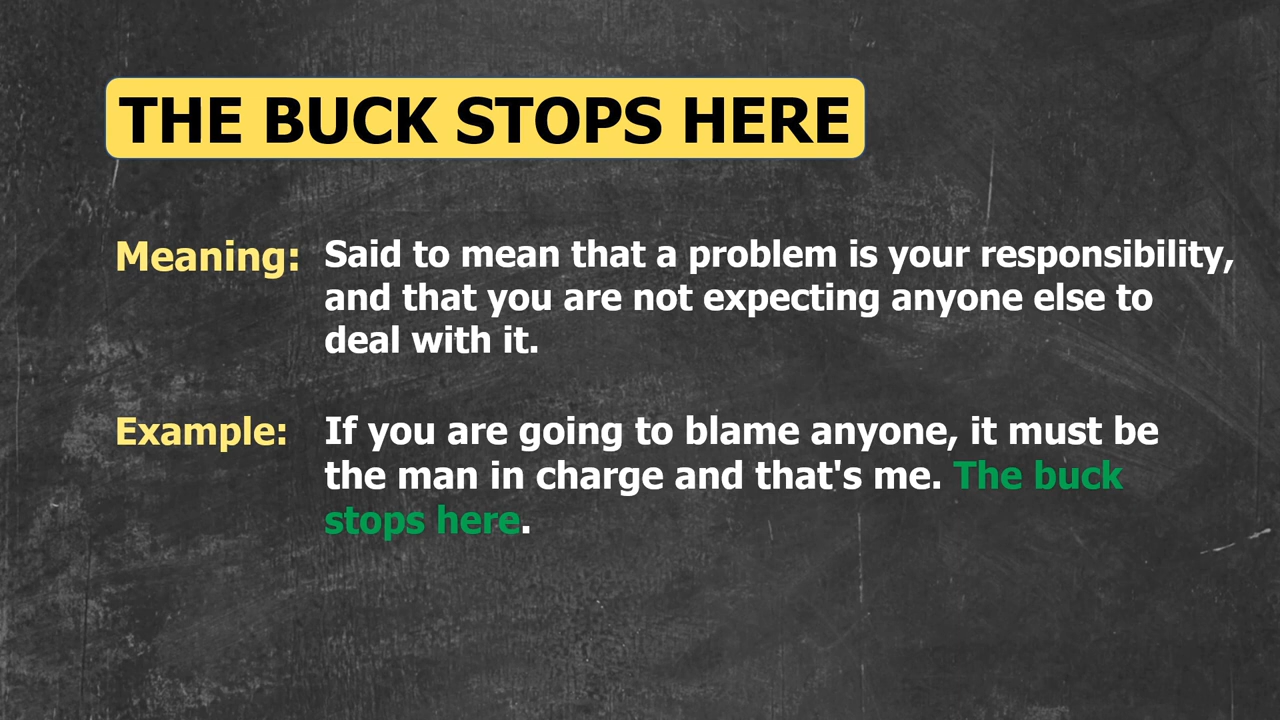 THE BUCK STOPS HERE
Meaning: Said to mean that a problem is your responsibility,
and that you are not expecting anyone else to
deal with it.
Example: If you are going to blame anyone, it must be
the man in charge and that's me. The buck
stops here.